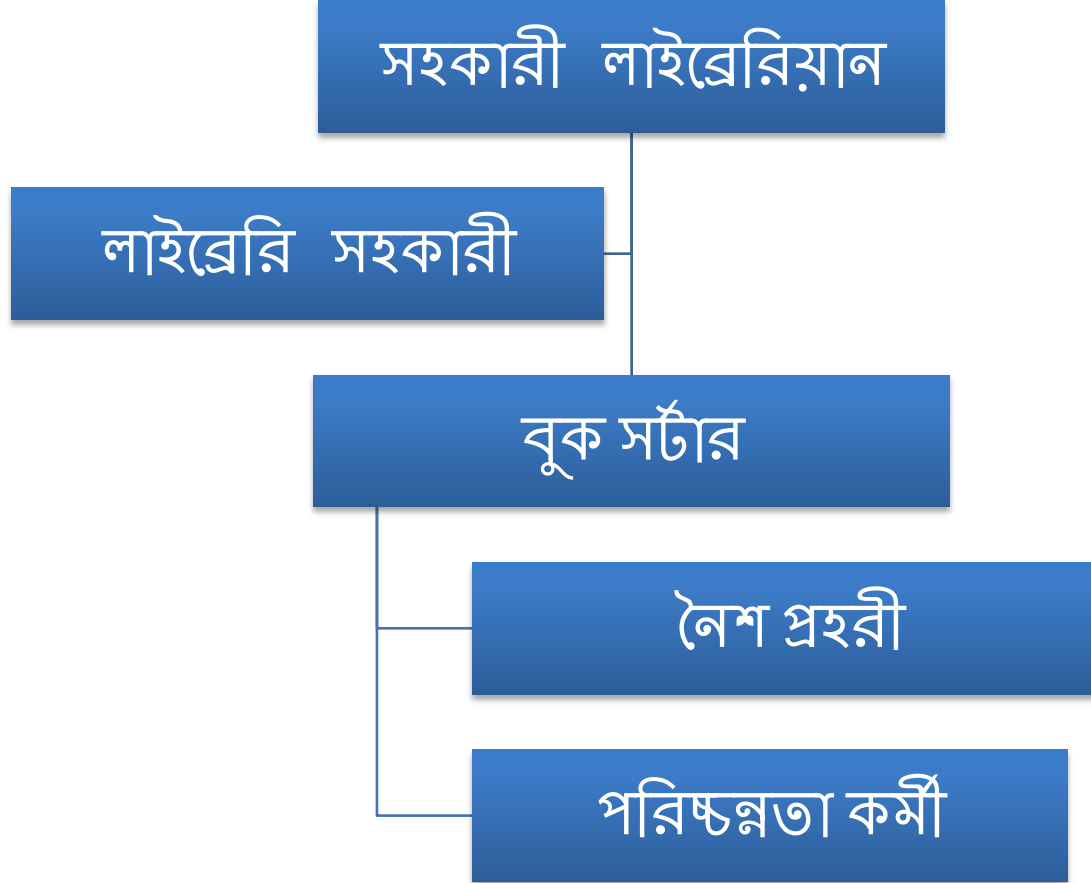 সহকারী লাইব্রেরিয়ান
লাইব্রেরি সহকারী
বুক সর্টার
নৈশ প্রহরী
পরিচ্চন্নতা কর্মী